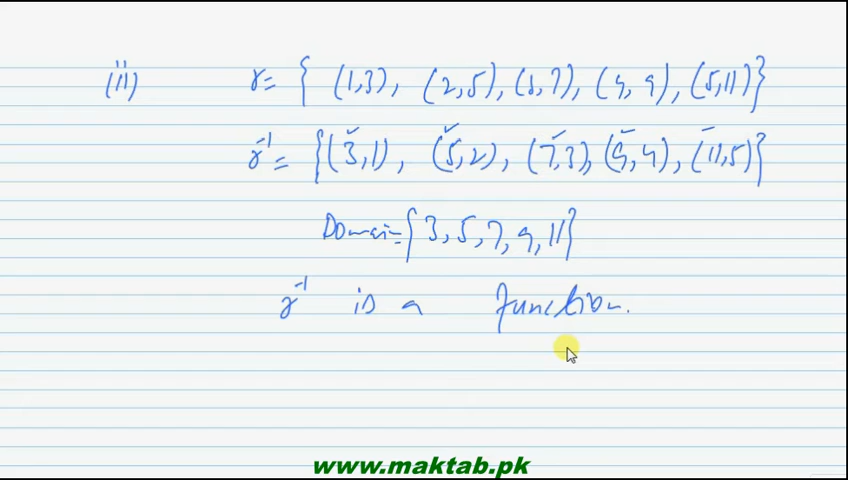 (ii) r = { (1,3), (2,5), (3,7), (4,9), (5,11)}
r⁻¹ = {(3,1), (5,2), (7,3), (9,4), (11,5)}
Domain = {3,5,7,9,11}
r⁻¹ is a function.
www.maktab.pk